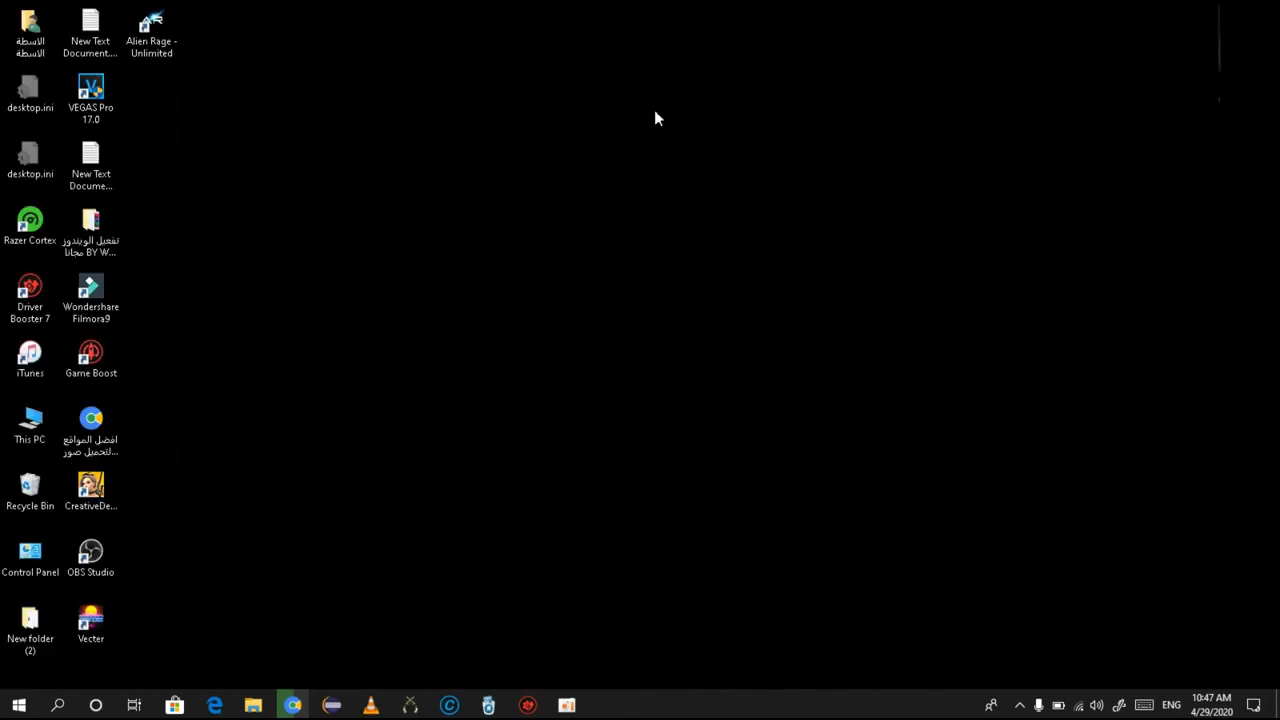 الاسطة
الاسطة
New Text
Document....
Alien Rage -
Unlimited
desktop.ini
VEGAS Pro
17.0
desktop.ini
New Text
Docume...
Razer Cortex
تفعيل الويندوز
مجانا BY W...
Driver
Booster 7
Wondershare
Filmora9
iTunes
Game Boost
This PC
افضل المواقع
لتحميل صور...
Recycle Bin
CreativeDe...
Control Panel
OBS Studio
New folder
(2)
Vecter
ENG
10:47 AM
4/29/2020